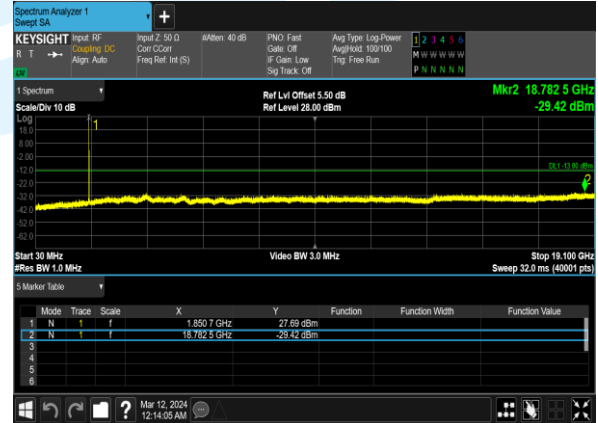 Spectrum Analyzer 1
Swept SA
KEYSIGHT Input: RF Input Z: 50 Ω #Atten: 40 dB PNO: Fast Avg Type: Log-Power 1 2 3 4 5 6
R T Coupling: DC Corr CCorr Gate: Off Avg|Hold: 100/100 M W W W W W
Align: Auto Freq Ref: Int (S) IF Gain: Low Trig: Free Run
Sig Track: Off P N N N N N
LXI
1 Spectrum Ref Lvl Offset 5.50 dB Mkr2 18.782 5 GHz
Scale/Div 10 dB Ref Level 28.00 dBm -29.42 dBm
Log
1
18.0
8.00
-2.00
DL1 -13.00 dBm
-12.0
2
-22.0
-32.0
-42.0
-52.0
-62.0
Start 30 MHz Video BW 3.0 MHz Stop 19.100 GHz
#Res BW 1.0 MHz Sweep 32.0 ms (40001 pts)
5 Marker Table
Mode Trace Scale X Y Function Function Width Function Value
1 N 1 f 1.850 7 GHz 27.69 dBm
2 N 1 f 18.782 5 GHz -29.42 dBm
3
4
5
6
? Mar 12, 2024
12:14:05 AM